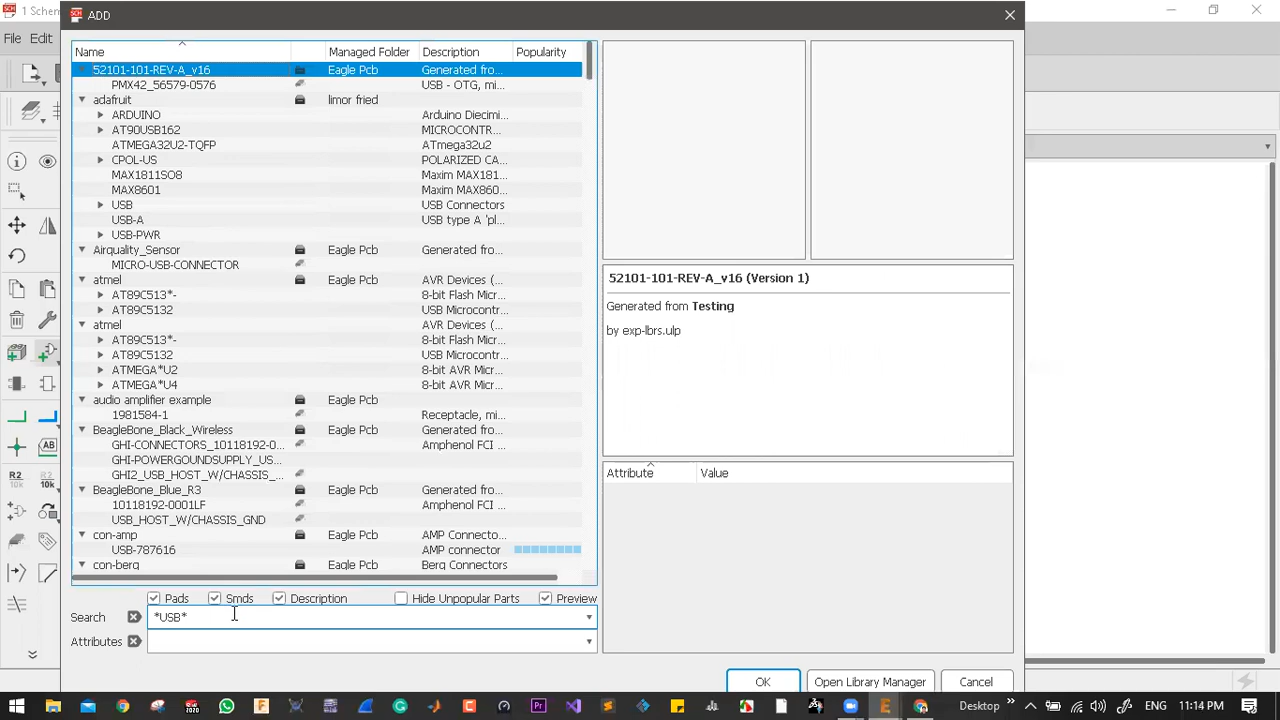 1 Schem
ADD
File Edit
Name Managed Folder Description Popularity
52101-101-REV-A_v16 Eagle Pcb Generated fro...
PMX42_56579-0576 USB - OTG, mi...
adafruit limor fried
ARDUINO Arduino Diecimi...
AT90USB162 MICROCONTR...
ATMEGA32U2-TQFP ATmega32u2
CPOL-US POLARIZED CA...
MAX1811SO8 Maxim MAX181...
MAX8601 Maxim MAX860...
USB USB Connectors
USB-A USB type A 'pl...
USB-PWR
Airquality_Sensor Eagle Pcb Generated fro...
MICRO-USB-CONNECTOR
atmel Eagle Pcb AVR Devices (...
AT89C513*- 8-bit Flash Micr...
AT89C5132 USB Microcontr...
atmel AVR Devices (...
AT89C513*- 8-bit Flash Micr...
AT89C5132 USB Microcontr...
ATMEGA*U2 8-bit AVR Micr...
ATMEGA*U4 8-bit AVR Micr...
audio amplifier example Eagle Pcb
1981584-1 Receptacle, mi...
BeagleBone_Black_Wireless Eagle Pcb
GHI-CONNECTORS_10118192-0... Amphenol FCI ...
GHI-POWERGOUNDSUPPLY_US...
GHI2_USB_HOST_W/CHASSIS_...
BeagleBone_Blue_R3 Eagle Pcb Generated fro...
10118192-0001LF Amphenol FCI ...
USB_HOST_W/CHASSIS_GND
con-amp Eagle Pcb AMP Connecto...
USB-787616 AMP connector
con-berg Eagle Pcb Berg Connectors
52101-101-REV-A_v16 (Version 1)
Generated from Testing
by exp-lbrs.ulp
Attribute Value
Pads Smds Description Hide Unpopular Parts Preview
Search *USB*
Attributes
OK Open Library Manager Cancel
Desktop ENG 11:14 PM